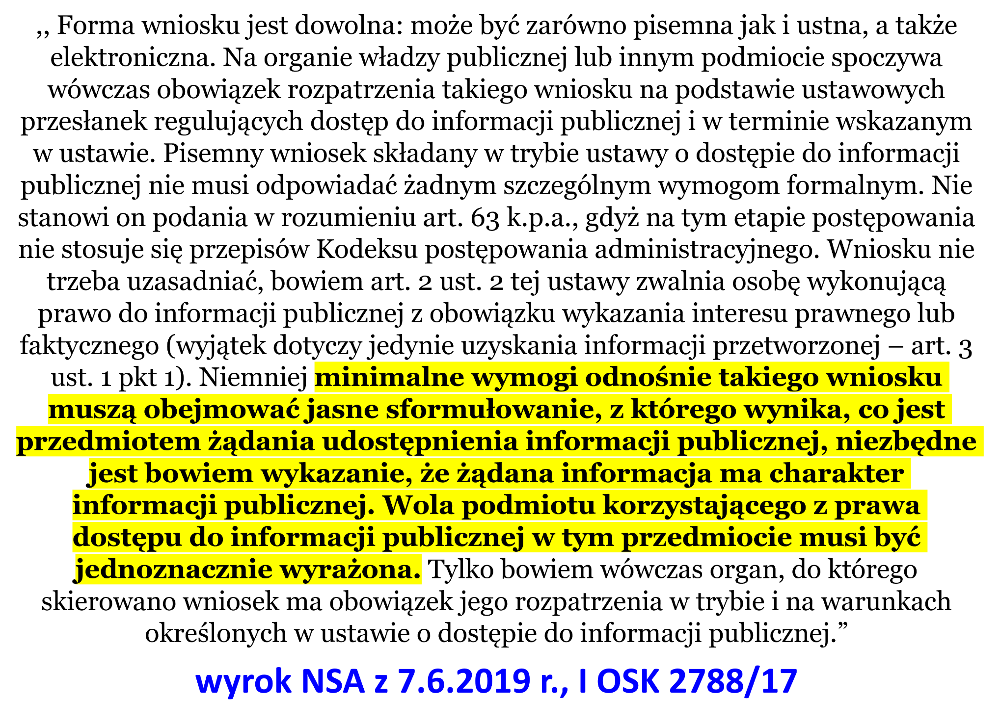 ,, Forma wniosku jest dowolna: może być zarówno pisemna jak i ustna, a także
elektroniczna. Na organie władzy publicznej lub innym podmiocie spoczywa
wówczas obowiązek rozpatrzenia takiego wniosku na podstawie ustawowych
przesłanek regulujących dostęp do informacji publicznej i w terminie wskazanym
w ustawie. Pisemny wniosek składany w trybie ustawy o dostępie do informacji
publicznej nie musi odpowiadać żadnym szczególnym wymogom formalnym. Nie
stanowi on podania w rozumieniu art. 63 k.p.a., gdyż na tym etapie postępowania
nie stosuje się przepisów Kodeksu postępowania administracyjnego. Wniosku nie
trzeba uzasadniać, bowiem art. 2 ust. 2 tej ustawy zwalnia osobę wykonującą
prawo do informacji publicznej z obowiązku wykazania interesu prawnego lub
faktycznego (wyjątek dotyczy jedynie uzyskania informacji przetworzonej – art. 3
ust. 1 pkt 1). Niemniej minimalne wymogi odnośnie takiego wniosku
muszą obejmować jasne sformułowanie, z którego wynika, co jest
przedmiotem żądania udostępnienia informacji publicznej, niezbędne
jest bowiem wykazanie, że żądana informacja ma charakter
informacji publicznej. Wola podmiotu korzystającego z prawa
dostępu do informacji publicznej w tym przedmiocie musi być
jednoznacznie wyrażona. Tylko bowiem wówczas organ, do którego
skierowano wniosek ma obowiązek jego rozpatrzenia w trybie i na warunkach
określonych w ustawie o dostępie do informacji publicznej.”
wyrok NSA z 7.6.2019 r., I OSK 2788/17